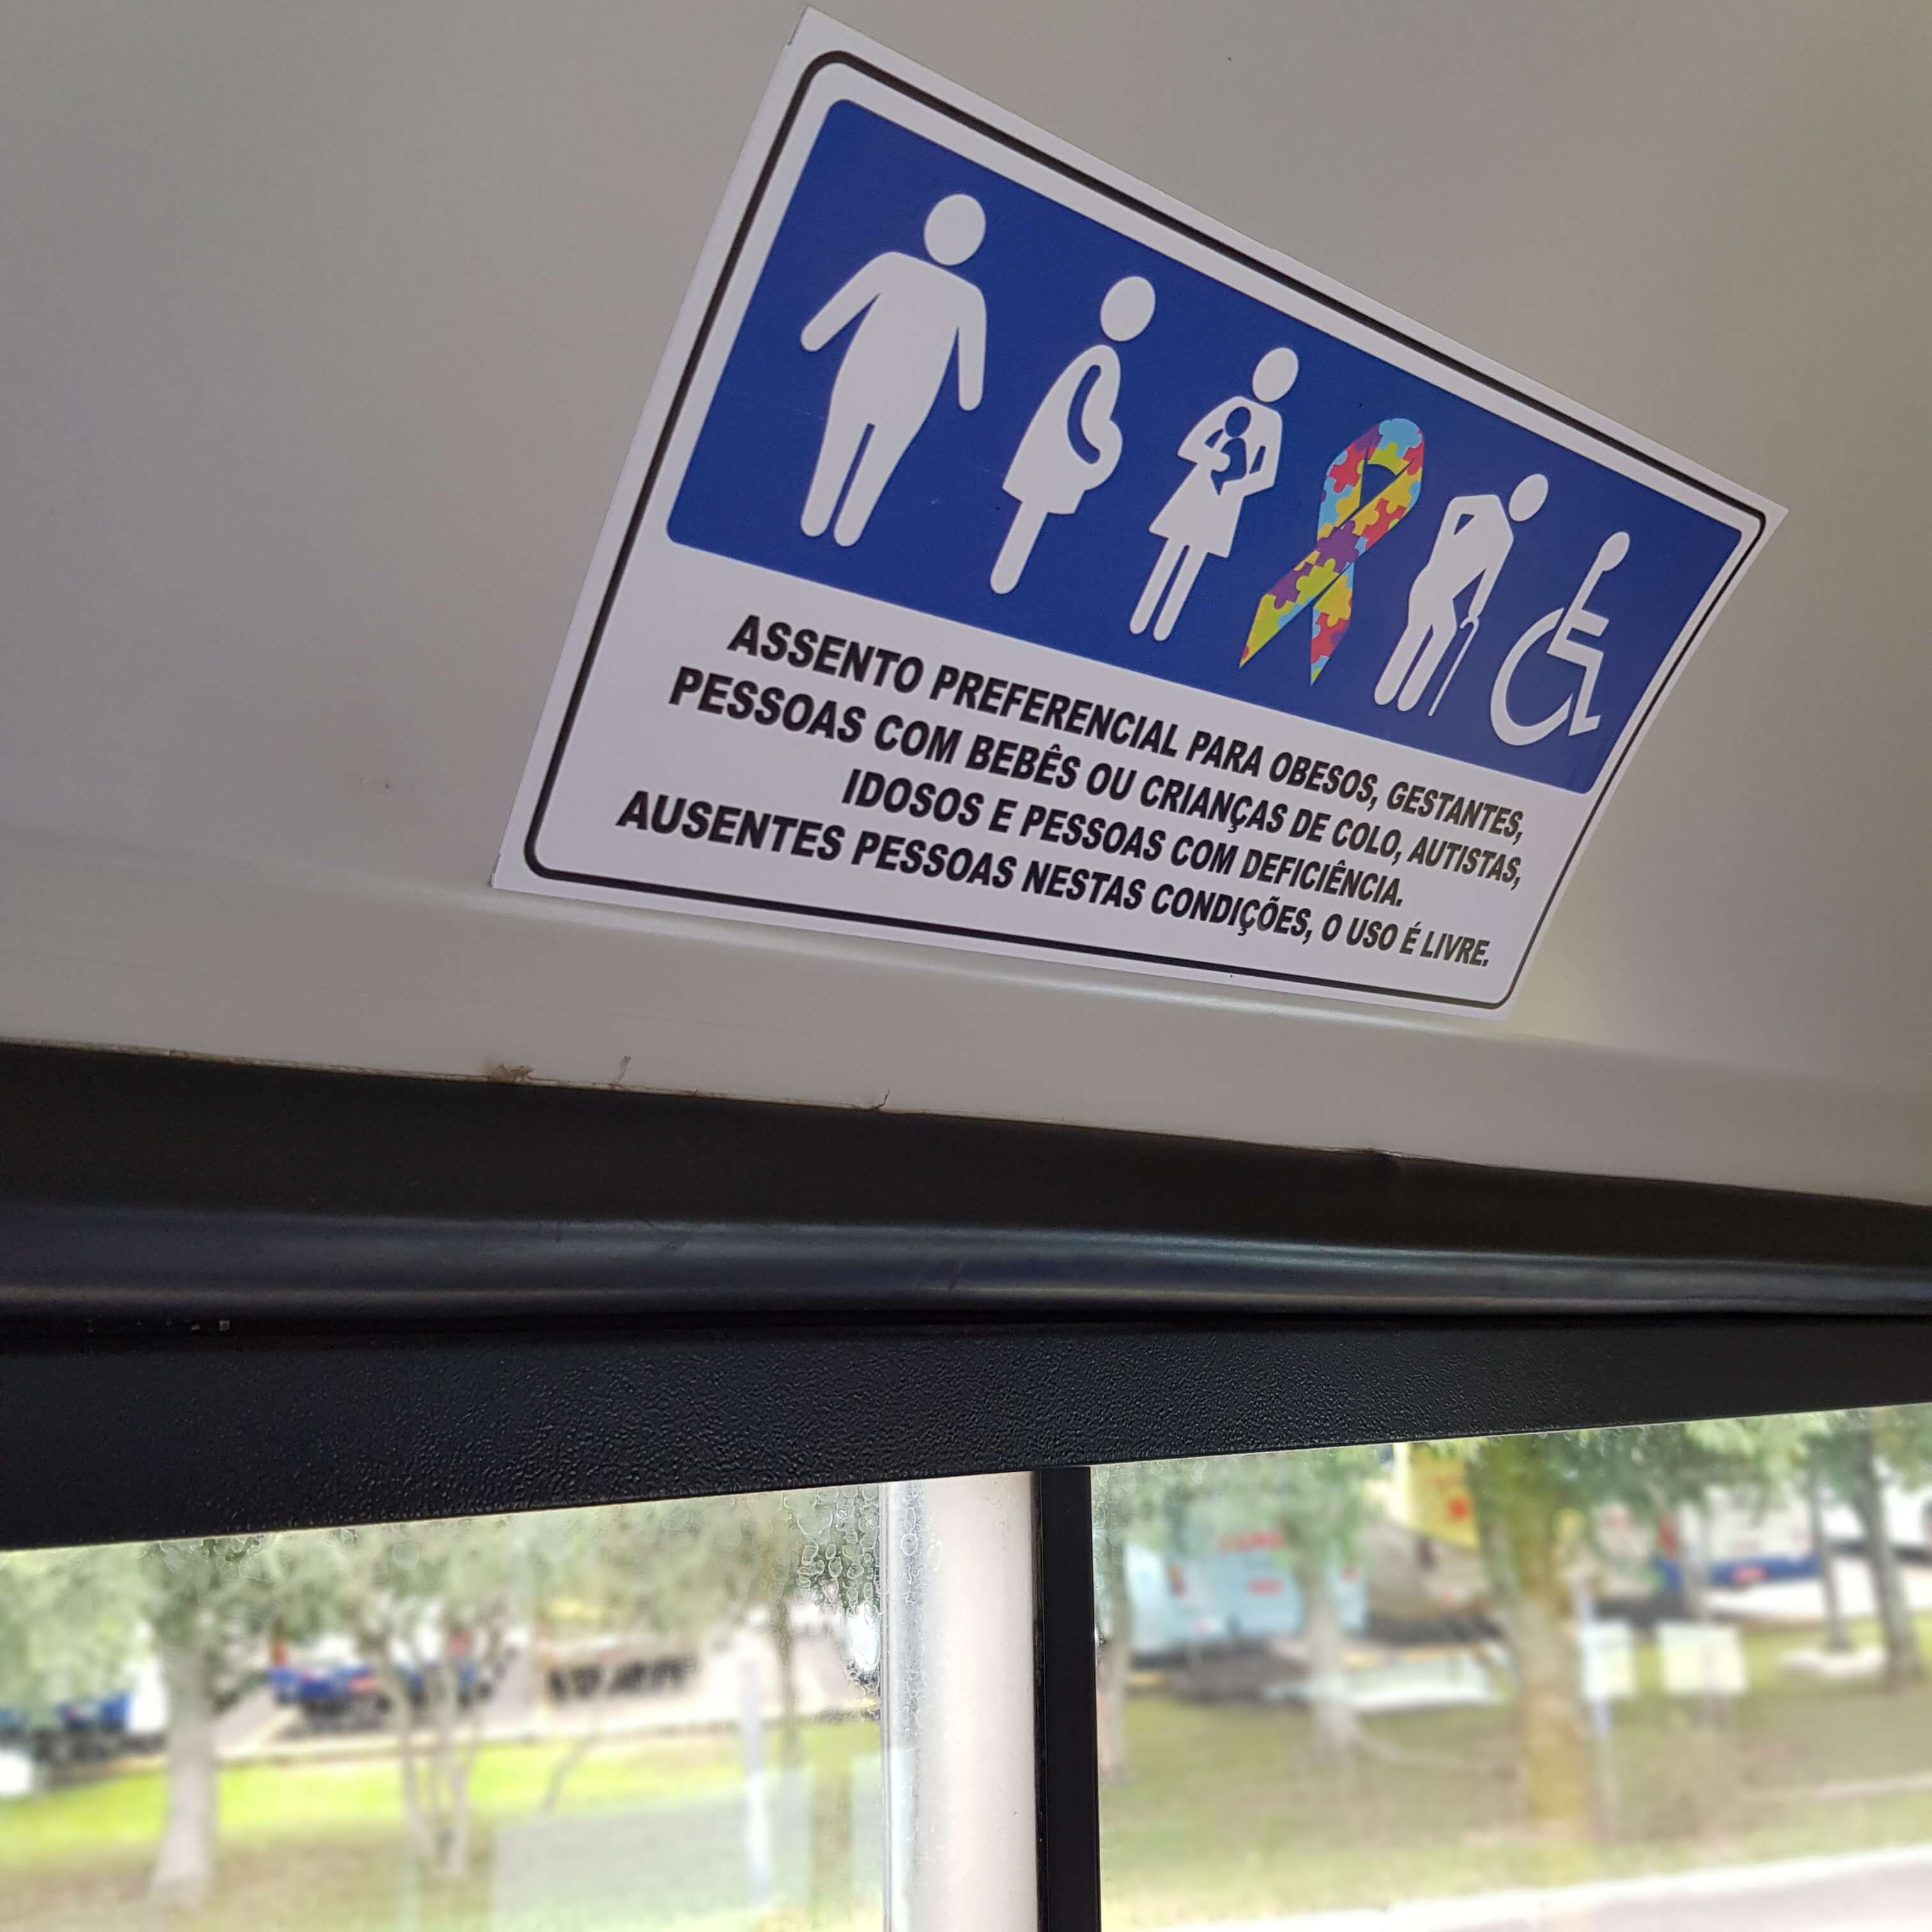 ASSENTO PREFERENCIAL PARA OBESOS, GESTANTES,
PESSOAS COM BEBÊS OU CRIANÇAS DE COLO, AUTISTAS,
IDOSOS E PESSOAS COM DEFICIÊNCIA.
AUSENTES PESSOAS NESTAS CONDIÇÕES, O USO É LIVRE.